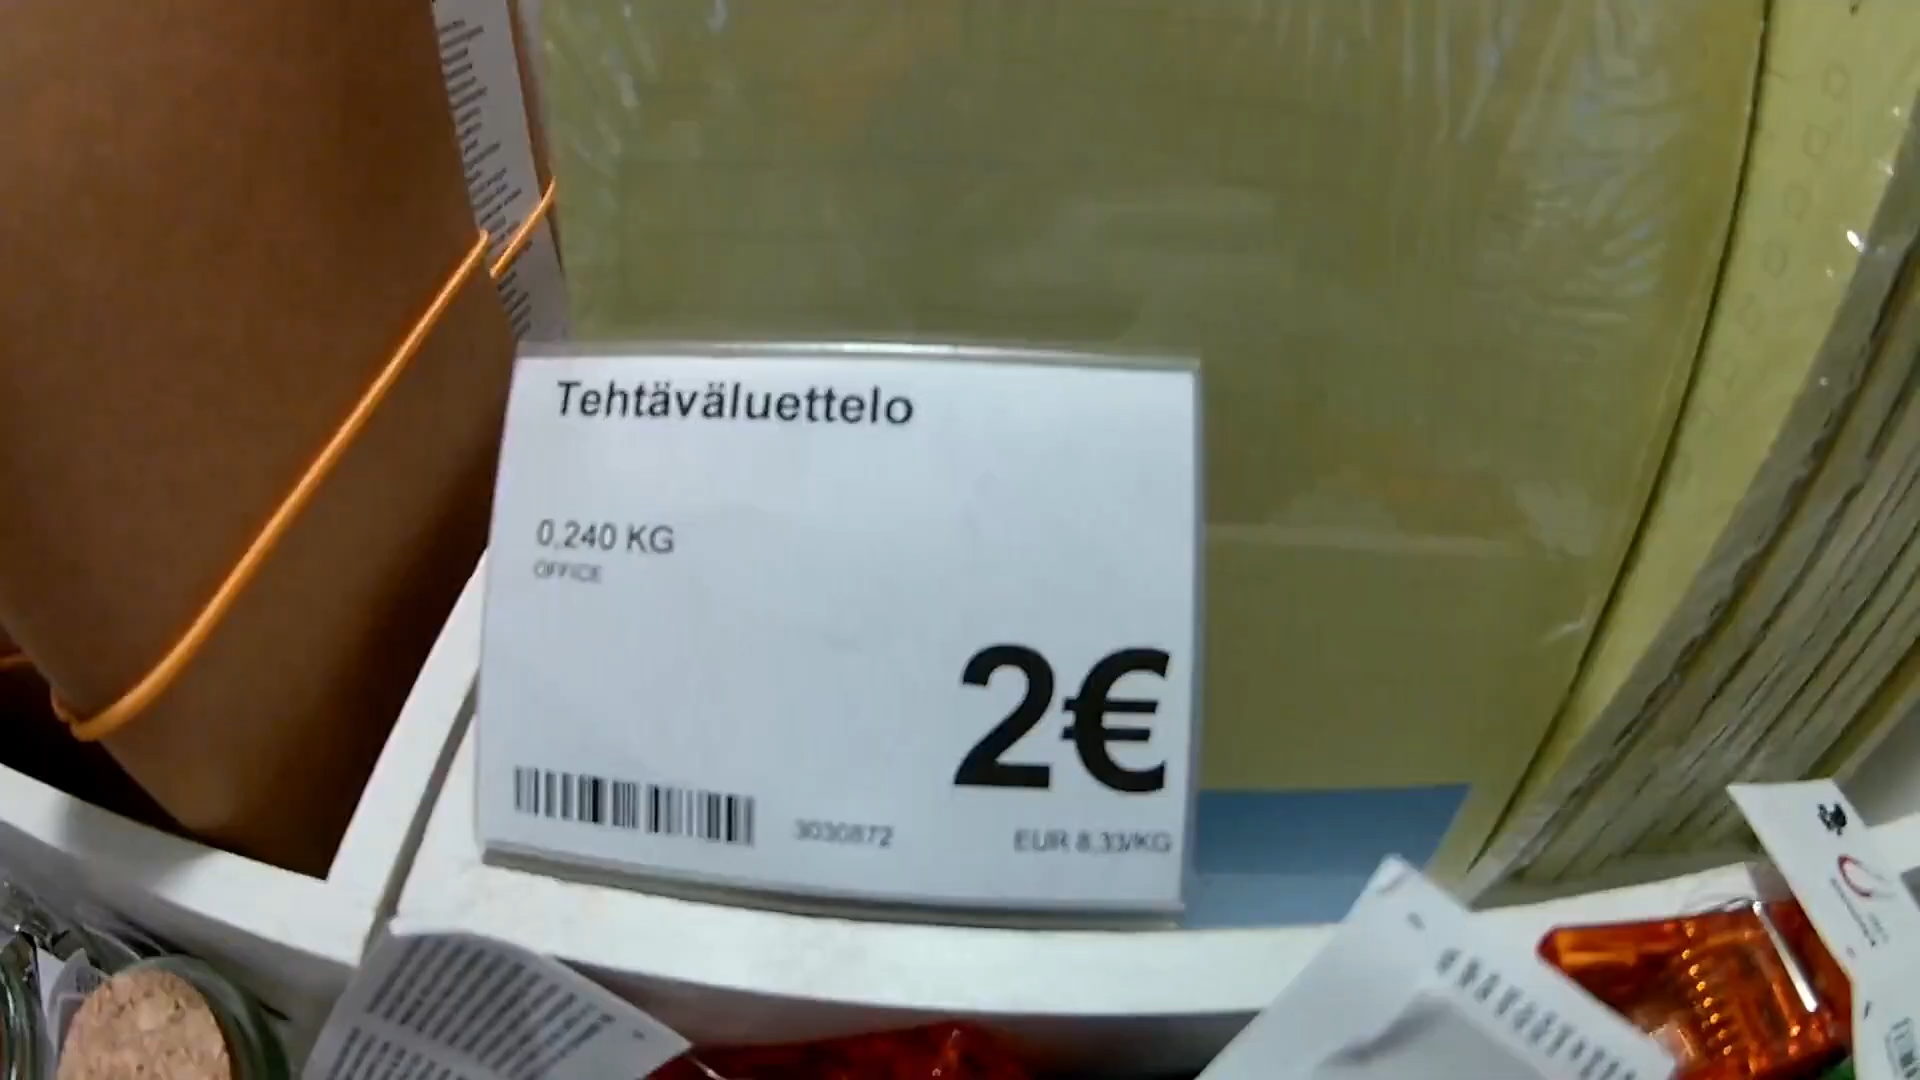 Tehtäväluettelo
0,240 KG
OFFICE
2€
3030872
EUR 8,33/KG